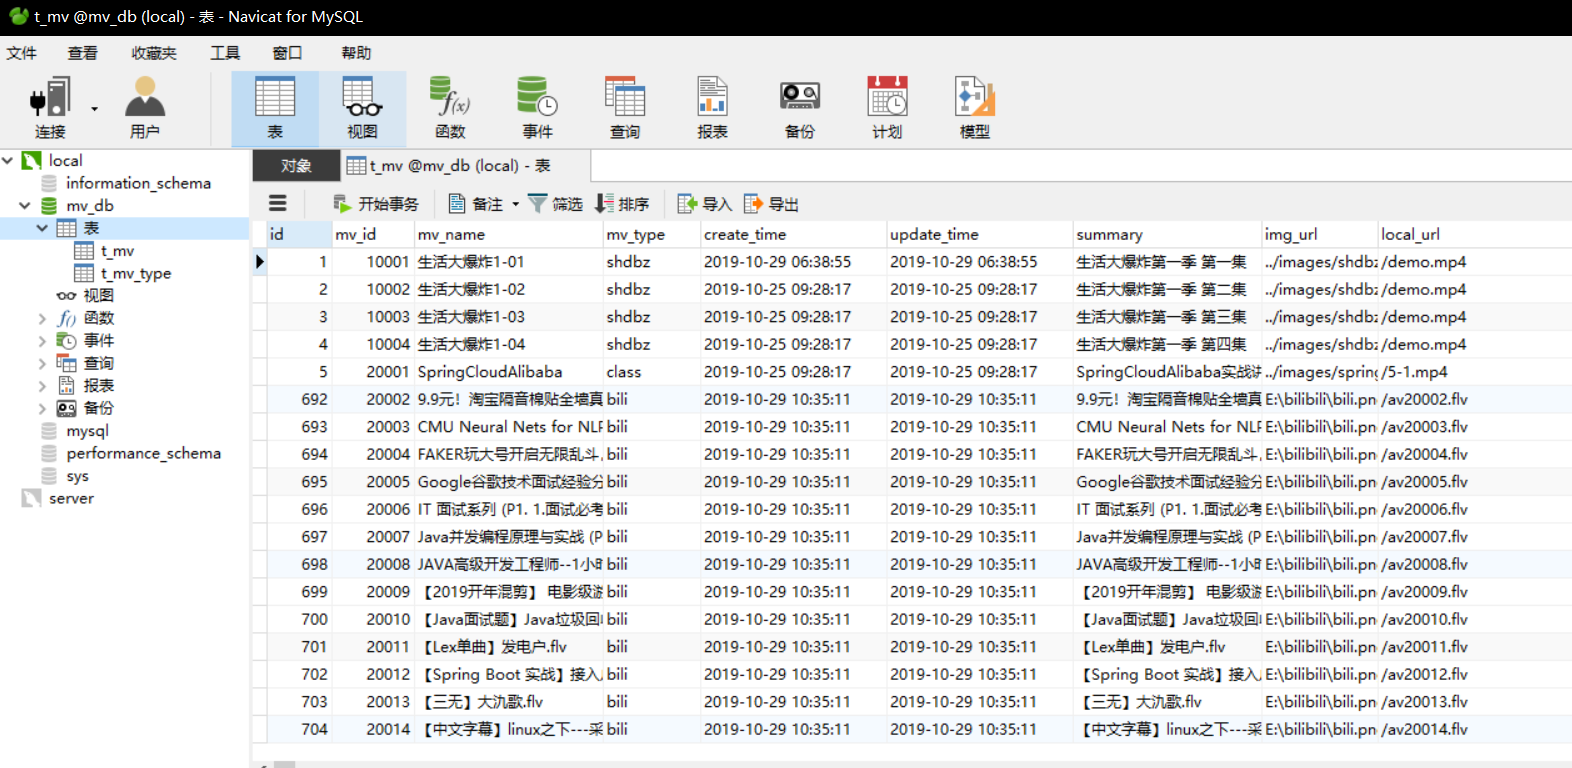 t_mv @mv_db (local) - 表 - Navicat for MySQL
文件 查看 收藏夹 工具 窗口 帮助
连接 用户 表 视图 函数 事件 查询 报表 备份 计划 模型
local
information_schema
mv_db
表
t_mv
t_mv_type
视图
函数
事件
查询
报表
备份
mysql
performance_schema
sys
server
对象 t_mv @mv_db (local) - 表
开始事务 备注 筛选 排序 导入 导出
id mv_id mv_name mv_type create_time update_time summary img_url local_url
1 10001 生活大爆炸1-01 shdbz 2019-10-29 06:38:55 2019-10-29 06:38:55 生活大爆炸第一季 第一集 ../images/shdbz /demo.mp4
2 10002 生活大爆炸1-02 shdbz 2019-10-25 09:28:17 2019-10-25 09:28:17 生活大爆炸第一季 第二集 ../images/shdbz /demo.mp4
3 10003 生活大爆炸1-03 shdbz 2019-10-25 09:28:17 2019-10-25 09:28:17 生活大爆炸第一季 第三集 ../images/shdbz /demo.mp4
4 10004 生活大爆炸1-04 shdbz 2019-10-25 09:28:17 2019-10-25 09:28:17 生活大爆炸第一季 第四集 ../images/shdbz /demo.mp4
5 20001 SpringCloudAlibaba class 2019-10-25 09:28:17 2019-10-25 09:28:17 SpringCloudAlibaba实战 ../images/spring /5-1.mp4
692 20002 9.9元！淘宝隔音棉贴全墙真 bili 2019-10-29 10:35:11 2019-10-29 10:35:11 9.9元！淘宝隔音棉贴全墙真 E:\bilibili\bili.pn /av20002.flv
693 20003 CMU Neural Nets for NLP bili 2019-10-29 10:35:11 2019-10-29 10:35:11 CMU Neural Nets for NLP E:\bilibili\bili.pn /av20003.flv
694 20004 FAKER玩大号开启无限乱斗 bili 2019-10-29 10:35:11 2019-10-29 10:35:11 FAKER玩大号开启无限乱斗 E:\bilibili\bili.pn /av20004.flv
695 20005 Google谷歌技术面试经验分 bili 2019-10-29 10:35:11 2019-10-29 10:35:11 Google谷歌技术面试经验分 E:\bilibili\bili.pn /av20005.flv
696 20006 IT 面试系列 (P1. 1.面试必考 bili 2019-10-29 10:35:11 2019-10-29 10:35:11 IT 面试系列 (P1. 1.面试必考 E:\bilibili\bili.pn /av20006.flv
697 20007 Java并发编程原理与实战 (P bili 2019-10-29 10:35:11 2019-10-29 10:35:11 Java并发编程原理与实战 (P E:\bilibili\bili.pn /av20007.flv
698 20008 JAVA高级开发工程师--1小时 bili 2019-10-29 10:35:11 2019-10-29 10:35:11 JAVA高级开发工程师--1小时 E:\bilibili\bili.pn /av20008.flv
699 20009 【2019开年混剪】 电影级游 bili 2019-10-29 10:35:11 2019-10-29 10:35:11 【2019开年混剪】 电影级游 E:\bilibili\bili.pn /av20009.flv
700 20010 【Java面试题】Java垃圾回 bili 2019-10-29 10:35:11 2019-10-29 10:35:11 【Java面试题】Java垃圾回 E:\bilibili\bili.pn /av20010.flv
701 20011 【Lex单曲】发电户.flv bili 2019-10-29 10:35:11 2019-10-29 10:35:11 【Lex单曲】发电户.flv E:\bilibili\bili.pn /av20011.flv
702 20012 【Spring Boot 实战】接入 bili 2019-10-29 10:35:11 2019-10-29 10:35:11 【Spring Boot 实战】接入 E:\bilibili\bili.pn /av20012.flv
703 20013 【三无】大氿歌.flv bili 2019-10-29 10:35:11 2019-10-29 10:35:11 【三无】大氿歌.flv E:\bilibili\bili.pn /av20013.flv
704 20014 【中文字幕】linux之下---采 bili 2019-10-29 10:35:11 2019-10-29 10:35:11 【中文字幕】linux之下---采 E:\bilibili\bili.pn /av20014.flv